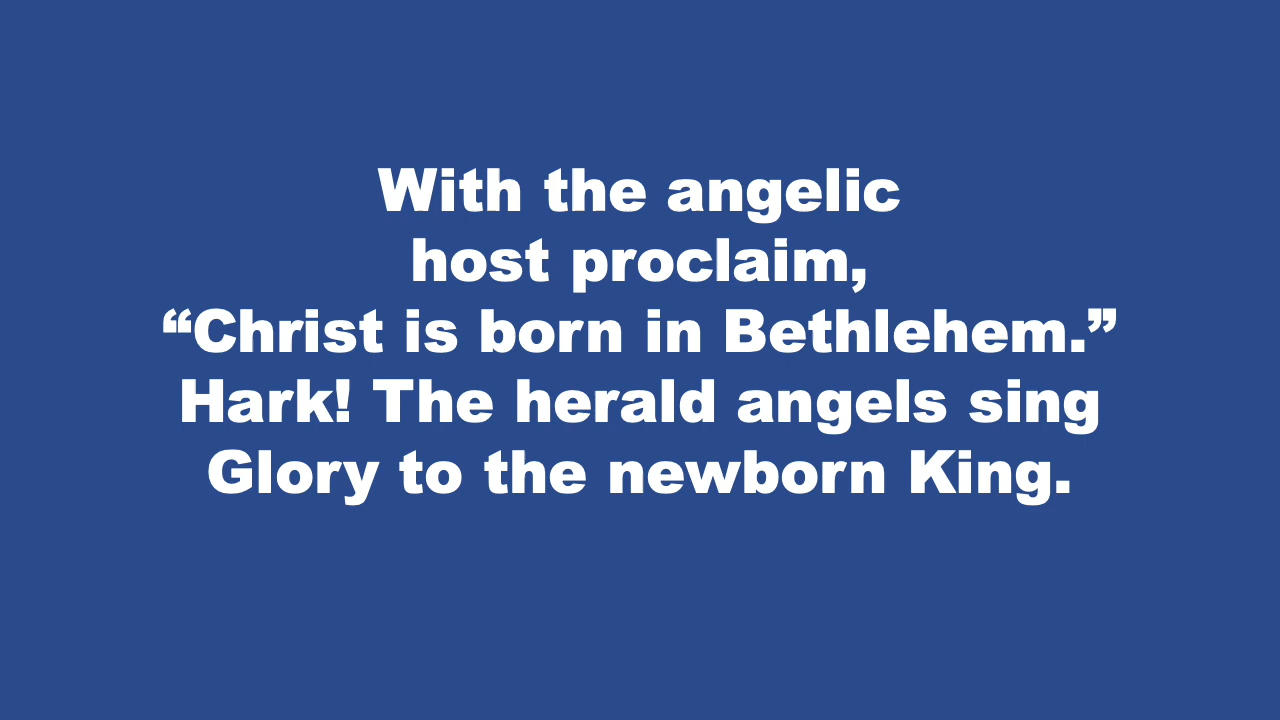 With the angelic
host proclaim,
“Christ is born in Bethlehem.”
Hark! The herald angels sing
Glory to the newborn King.